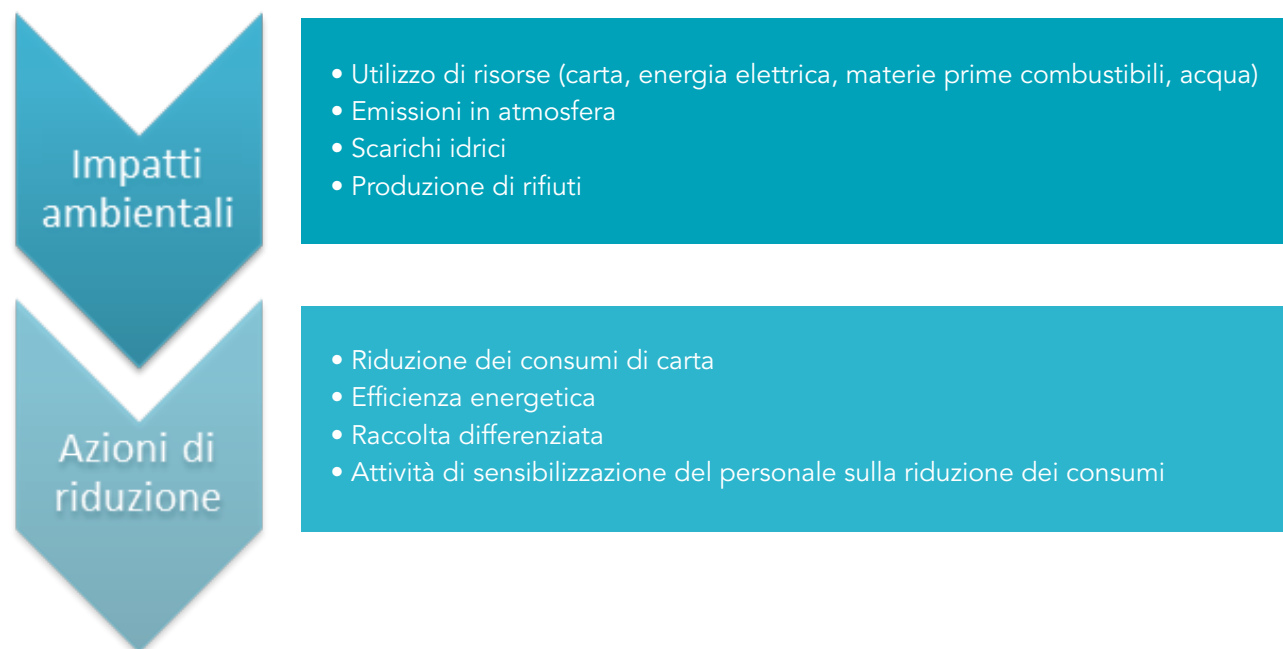 Impatti
ambientali
• Utilizzo di risorse (carta, energia elettrica, materie prime combustibili, acqua)
• Emissioni in atmosfera
• Scarichi idrici
• Produzione di rifiuti
Azioni di
riduzione
• Riduzione dei consumi di carta
• Efficienza energetica
• Raccolta differenziata
• Attività di sensibilizzazione del personale sulla riduzione dei consumi